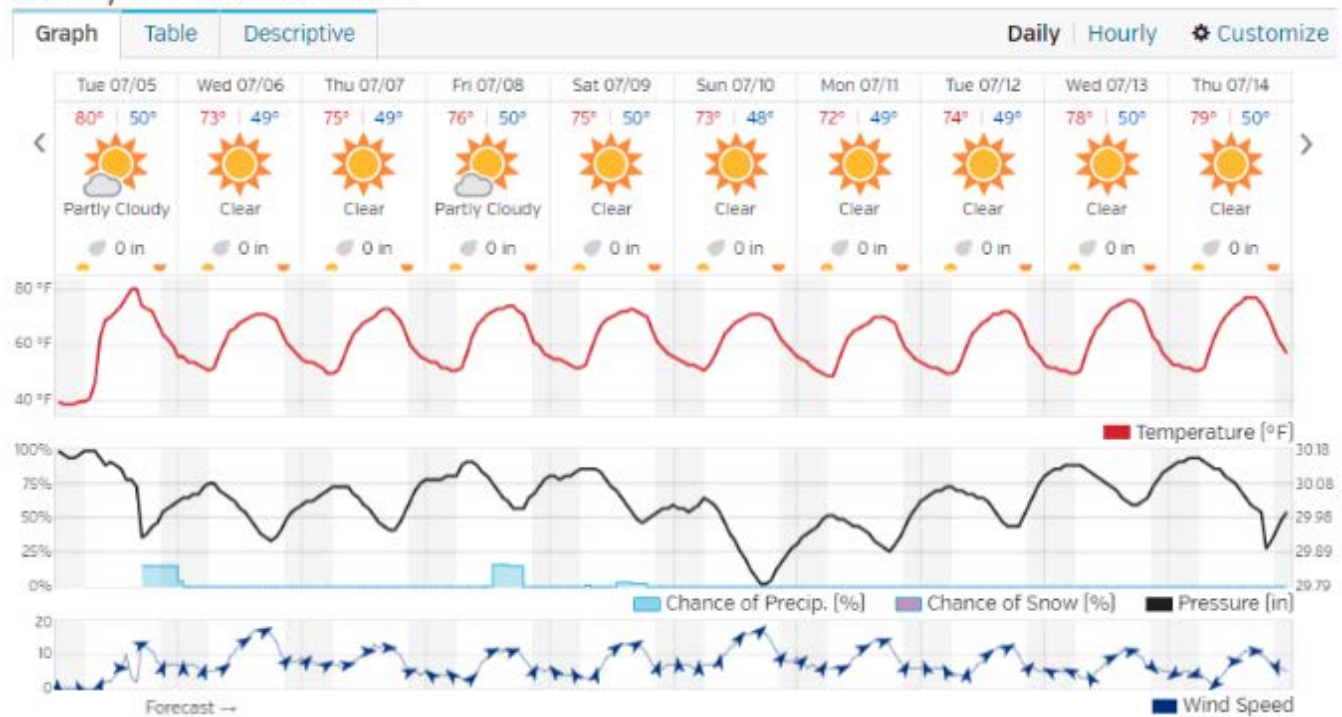 Graph Table Descriptive Daily Hourly Customize
Tue 07/05 Wed 07/06 Thu 07/07 Fri 07/08 Sat 07/09 Sun 07/10 Mon 07/11 Tue 07/12 Wed 07/13 Thu 07/14
80° 50° 73° 49° 75° 49° 76° 50° 75° 50° 73° 48° 72° 49° 74° 49° 78° 50° 79° 50°
Partly Cloudy Clear Clear Partly Cloudy Clear Clear Clear Clear Clear Clear
0 in 0 in 0 in 0 in 0 in 0 in 0 in 0 in 0 in 0 in
80 °F
60 °F
40 °F
Temperature (°F)
100% 30.18
75% 30.08
50% 29.98
25% 29.89
0% 29.79
Chance of Precip. (%) Chance of Snow (%) Pressure (in)
20
10
0
Forecast → Wind Speed